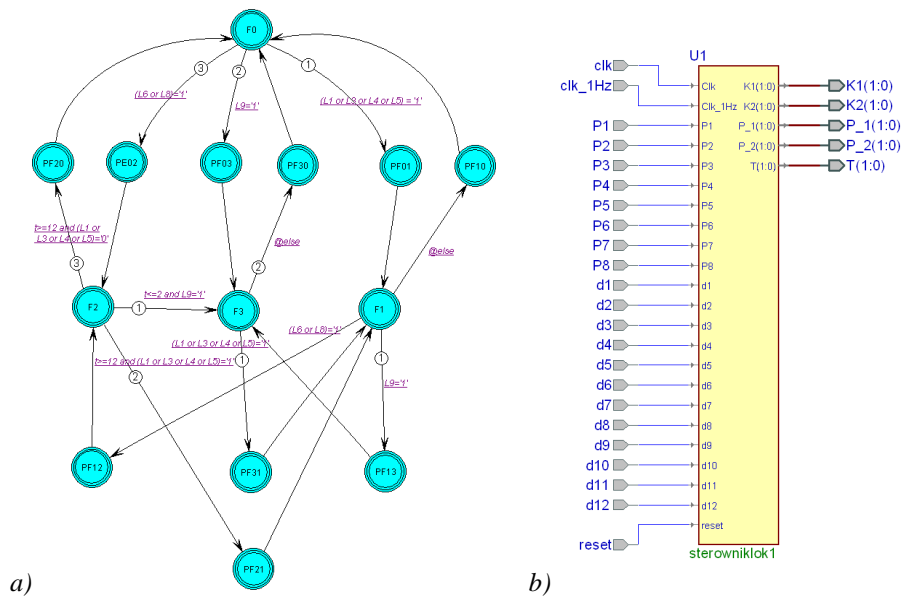 F0
3
2
1
(L6 or L8)='1'
L9='1'
(L1 or L3 or L4 or L5) = '1'
PF20
PE02
PF03
PF30
PF01
PF10
t>=12 and (L1 or
L3 or L4 or L5)='0'
@else
@else
3
2
F2
1
t<=2 and L9='1'
F3
F1
(L6 or L8)='1'
(L1 or L3 or L4 or L5)='1'
1
1
t>=12 and (L1 or L3 or L4 or L5)='1'
2
L9='1'
PF12
PF31
PF13
PF21
a)
U1
clk
Clk
K1(1:0)
K1(1:0)
clk_1Hz
Clk_1Hz
K2(1:0)
K2(1:0)
P1
P1
P_1(1:0)
P_1(1:0)
P2
P2
P_2(1:0)
P_2(1:0)
P3
P3
T(1:0)
T(1:0)
P4
P4
P5
P5
P6
P6
P7
P7
P8
P8
d1
d1
d2
d2
d3
d3
d4
d4
d5
d5
d6
d6
d7
d7
d8
d8
d9
d9
d10
d10
d11
d11
d12
d12
reset
reset
sterowniklok1
b)